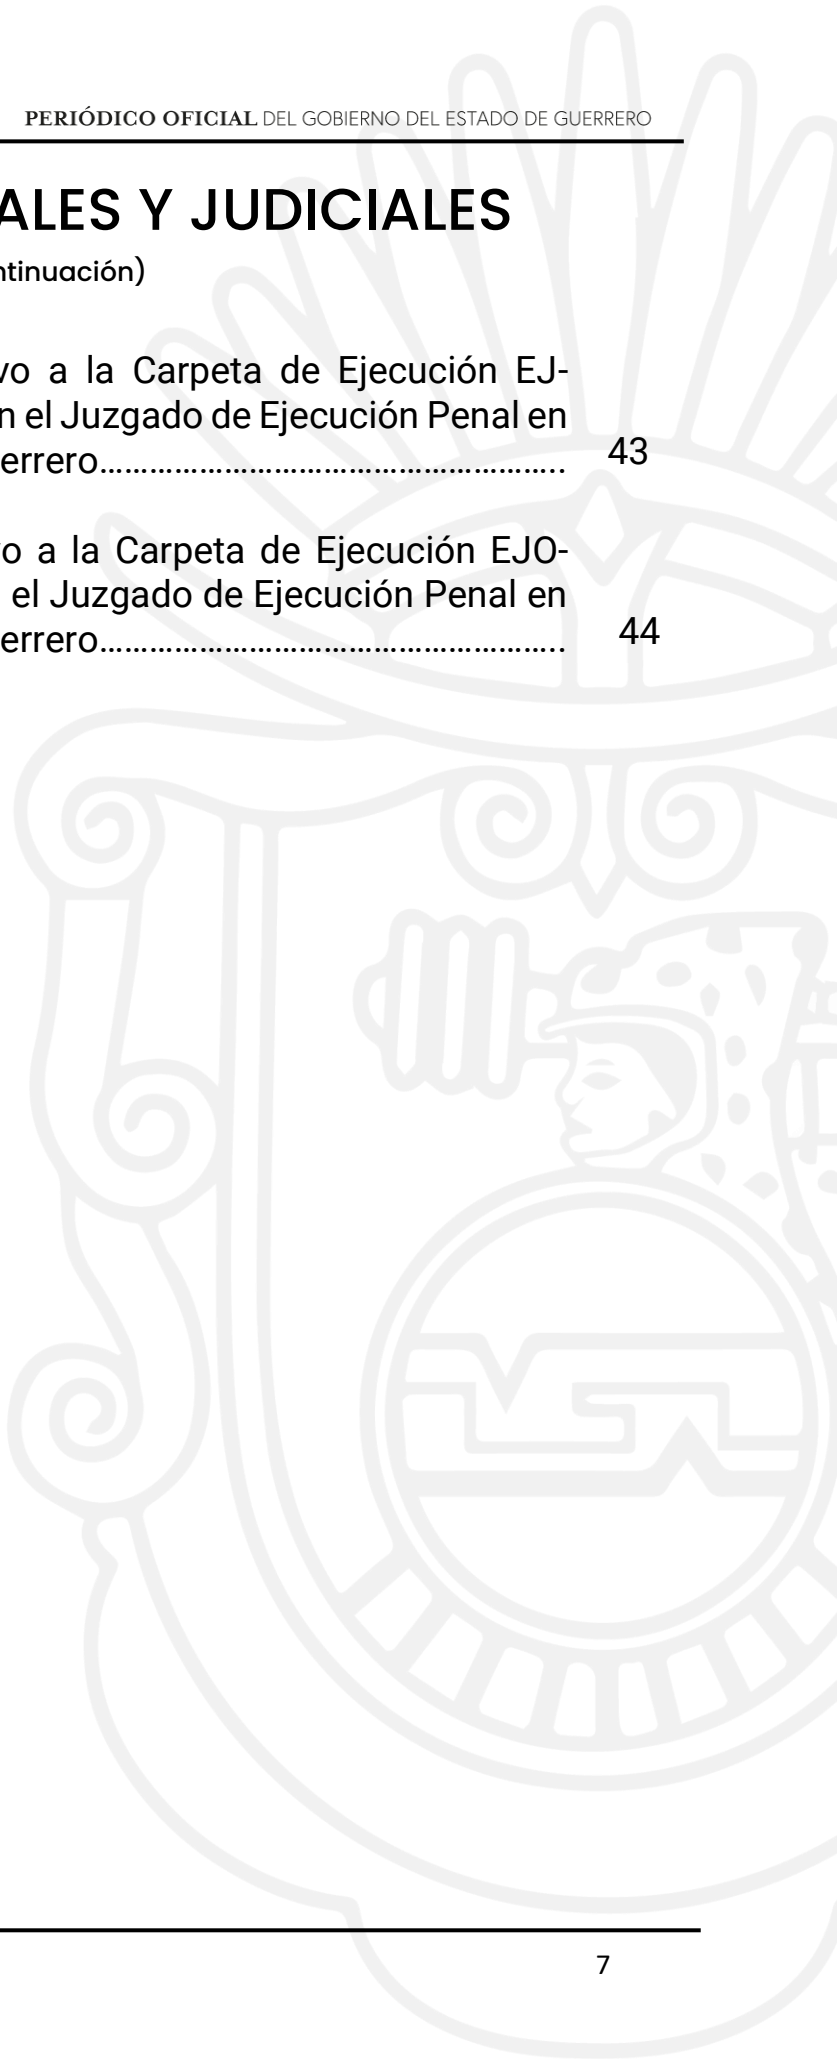 PERIÓDICO OFICIAL DEL GOBIERNO DEL ESTADO DE GUERRERO
ALES Y JUDICIALES
ntinuación)
vo a la Carpeta de Ejecución EJ-
n el Juzgado de Ejecución Penal en
errero……………………………………………….. 43
o a la Carpeta de Ejecución EJO-
el Juzgado de Ejecución Penal en
errero……………………………………………….. 44
7